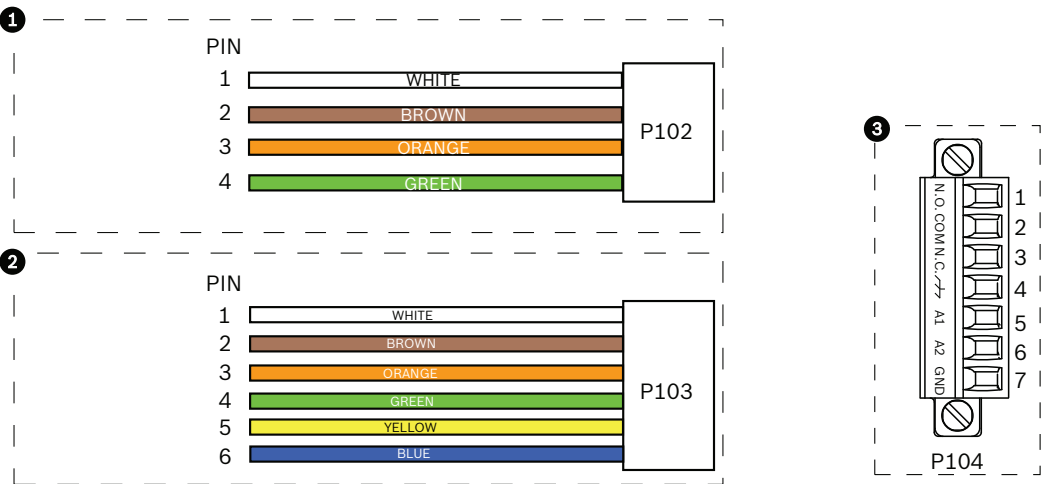 1
PIN
1 WHITE
2 BROWN
3 ORANGE
4 GREEN
P102
2
PIN
1 WHITE
2 BROWN
3 ORANGE
4 GREEN
5 YELLOW
6 BLUE
P103
3
N.O. 1
COM 2
N.C. 3
4
A1 5
A2 6
GND 7
P104